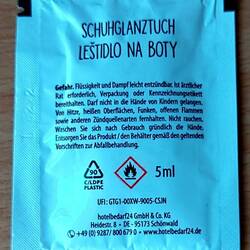 SCHUHGLANZTUCH
LEŠTIDLO NA BOTY
Gefahr. Flüssigkeit und Dampf leicht entzündbar. Ist ärztlicher
Rat erforderlich, Verpackung oder Kennzeichnungsetikett
bereithalten. Darf nicht in die Hände von Kindern gelangen.
Von Hitze, heißen Oberflächen, Funken, offenen Flammen
sowie anderen Zündquellenarten fernhalten. Nicht rauchen.
Waschen Sie sich nach Gebrauch gründlich die Hände.
Entsorgen Sie das Produkt / den Behälter gemäß den örtlichen
Vorschriften zur Abfallbehandlung.
90
C/LDPE
PLASTIC
5ml
UFI: GTG1-00XW-9005-CSJN
hotelbedarf24 GmbH & Co. KG
Heidestr. 8 • DE - 95173 Schönwald
+49 (0) 9287/ 800 679 0 • www.hotelbedarf24.de